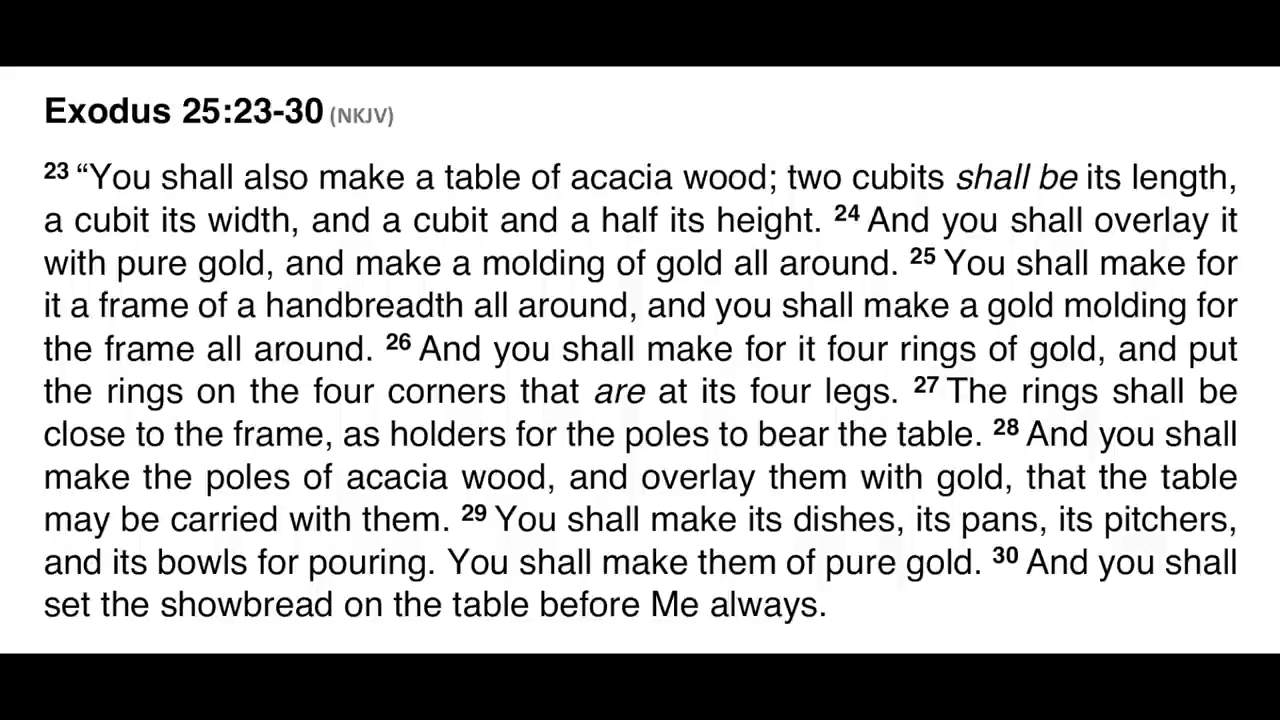 Exodus 25:23-30 (NKJV)
23 “You shall also make a table of acacia wood; two cubits shall be its length,
a cubit its width, and a cubit and a half its height. 24 And you shall overlay it
with pure gold, and make a molding of gold all around. 25 You shall make for
it a frame of a handbreadth all around, and you shall make a gold molding for
the frame all around. 26 And you shall make for it four rings of gold, and put
the rings on the four corners that are at its four legs. 27 The rings shall be
close to the frame, as holders for the poles to bear the table. 28 And you shall
make the poles of acacia wood, and overlay them with gold, that the table
may be carried with them. 29 You shall make its dishes, its pans, its pitchers,
and its bowls for pouring. You shall make them of pure gold. 30 And you shall
set the showbread on the table before Me always.